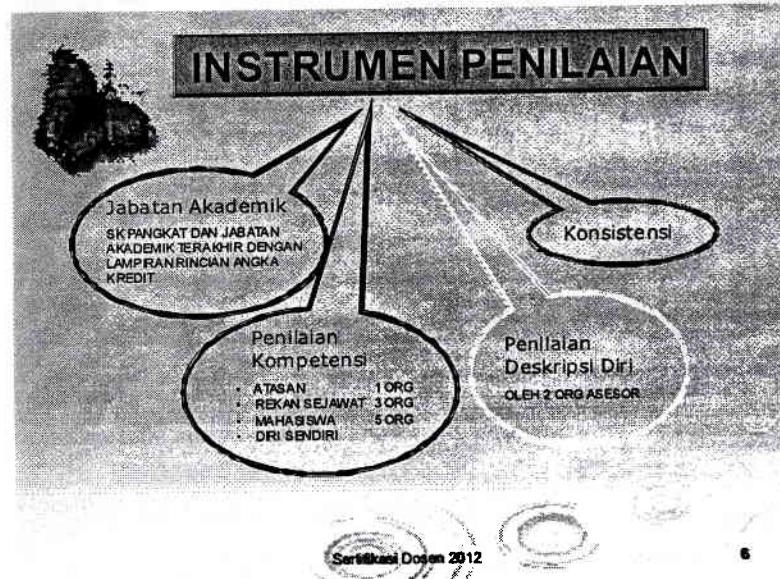 INSTRUMEN PENILAIAN
Jabatan Akademik
SK PANGKAT DAN JABATAN
AKADEMIK TERAKHIR DENGAN
LAMPIRAN RINCIAN ANGKA
KREDIT
Konsistensi
Penilaian
Kompetensi
• ATASAN 1 ORG
• REKAN SEJAWAT 3 ORG
• MAHASISWA 5 ORG
• DIRI SENDIRI
Penilaian
Deskripsi Diri
OLEH 2 ORG ASESOR
Sertifikasi Dosen 2012
6